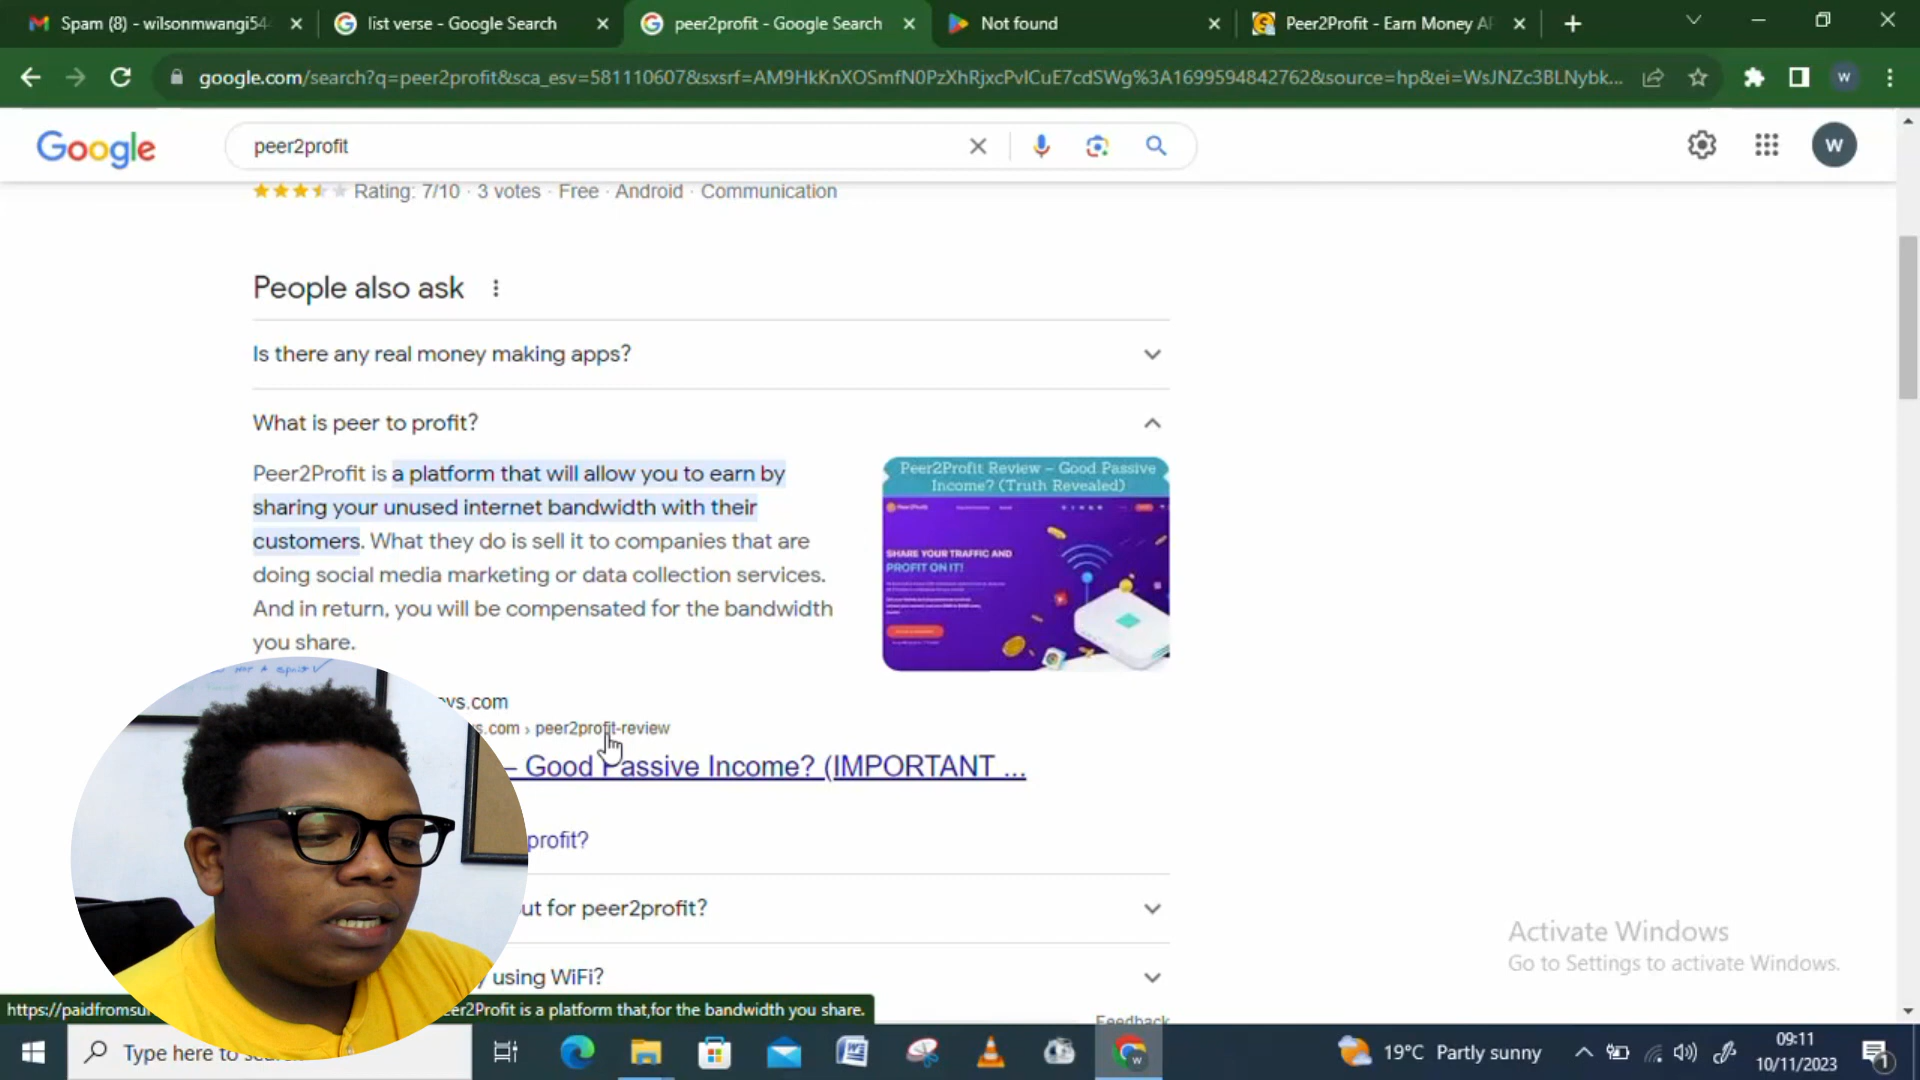 Spam (8) - wilsonmwangi54
list verse - Google Search
peer2profit - Google Search
Not found
Peer2Profit - Earn Money AP
google.com/search?q=peer2profit&sca_esv=581110607&sxsrf=AM9HkKnXOSmfN0PzXhRjxcPvICuE7cdSWg%3A1699594842762&source=hp&ei=WsJNZc3BLNybk...
W
Google
peer2profit
W
Rating: 7/10 · 3 votes · Free · Android · Communication
People also ask
Is there any real money making apps?
What is peer to profit?
Peer2Profit is a platform that will allow you to earn by
sharing your unused internet bandwidth with their
customers. What they do is sell it to companies that are
doing social media marketing or data collection services.
And in return, you will be compensated for the bandwidth
you share.
Peer2Profit Review – Good Passive
Income? (Truth Revealed)
SHARE YOUR TRAFFIC AND
PROFIT ON IT!
eys.com
s.com › peer2profit-review
– Good Passive Income? (IMPORTANT ...
profit?
ut for peer2profit?
using WiFi?
Feedback
Activate Windows
Go to Settings to activate Windows.
https://paidfromsu
er2Profit is a platform that,for the bandwidth you share.
Type here to sea
19°C Partly sunny
09:11
10/11/2023
1